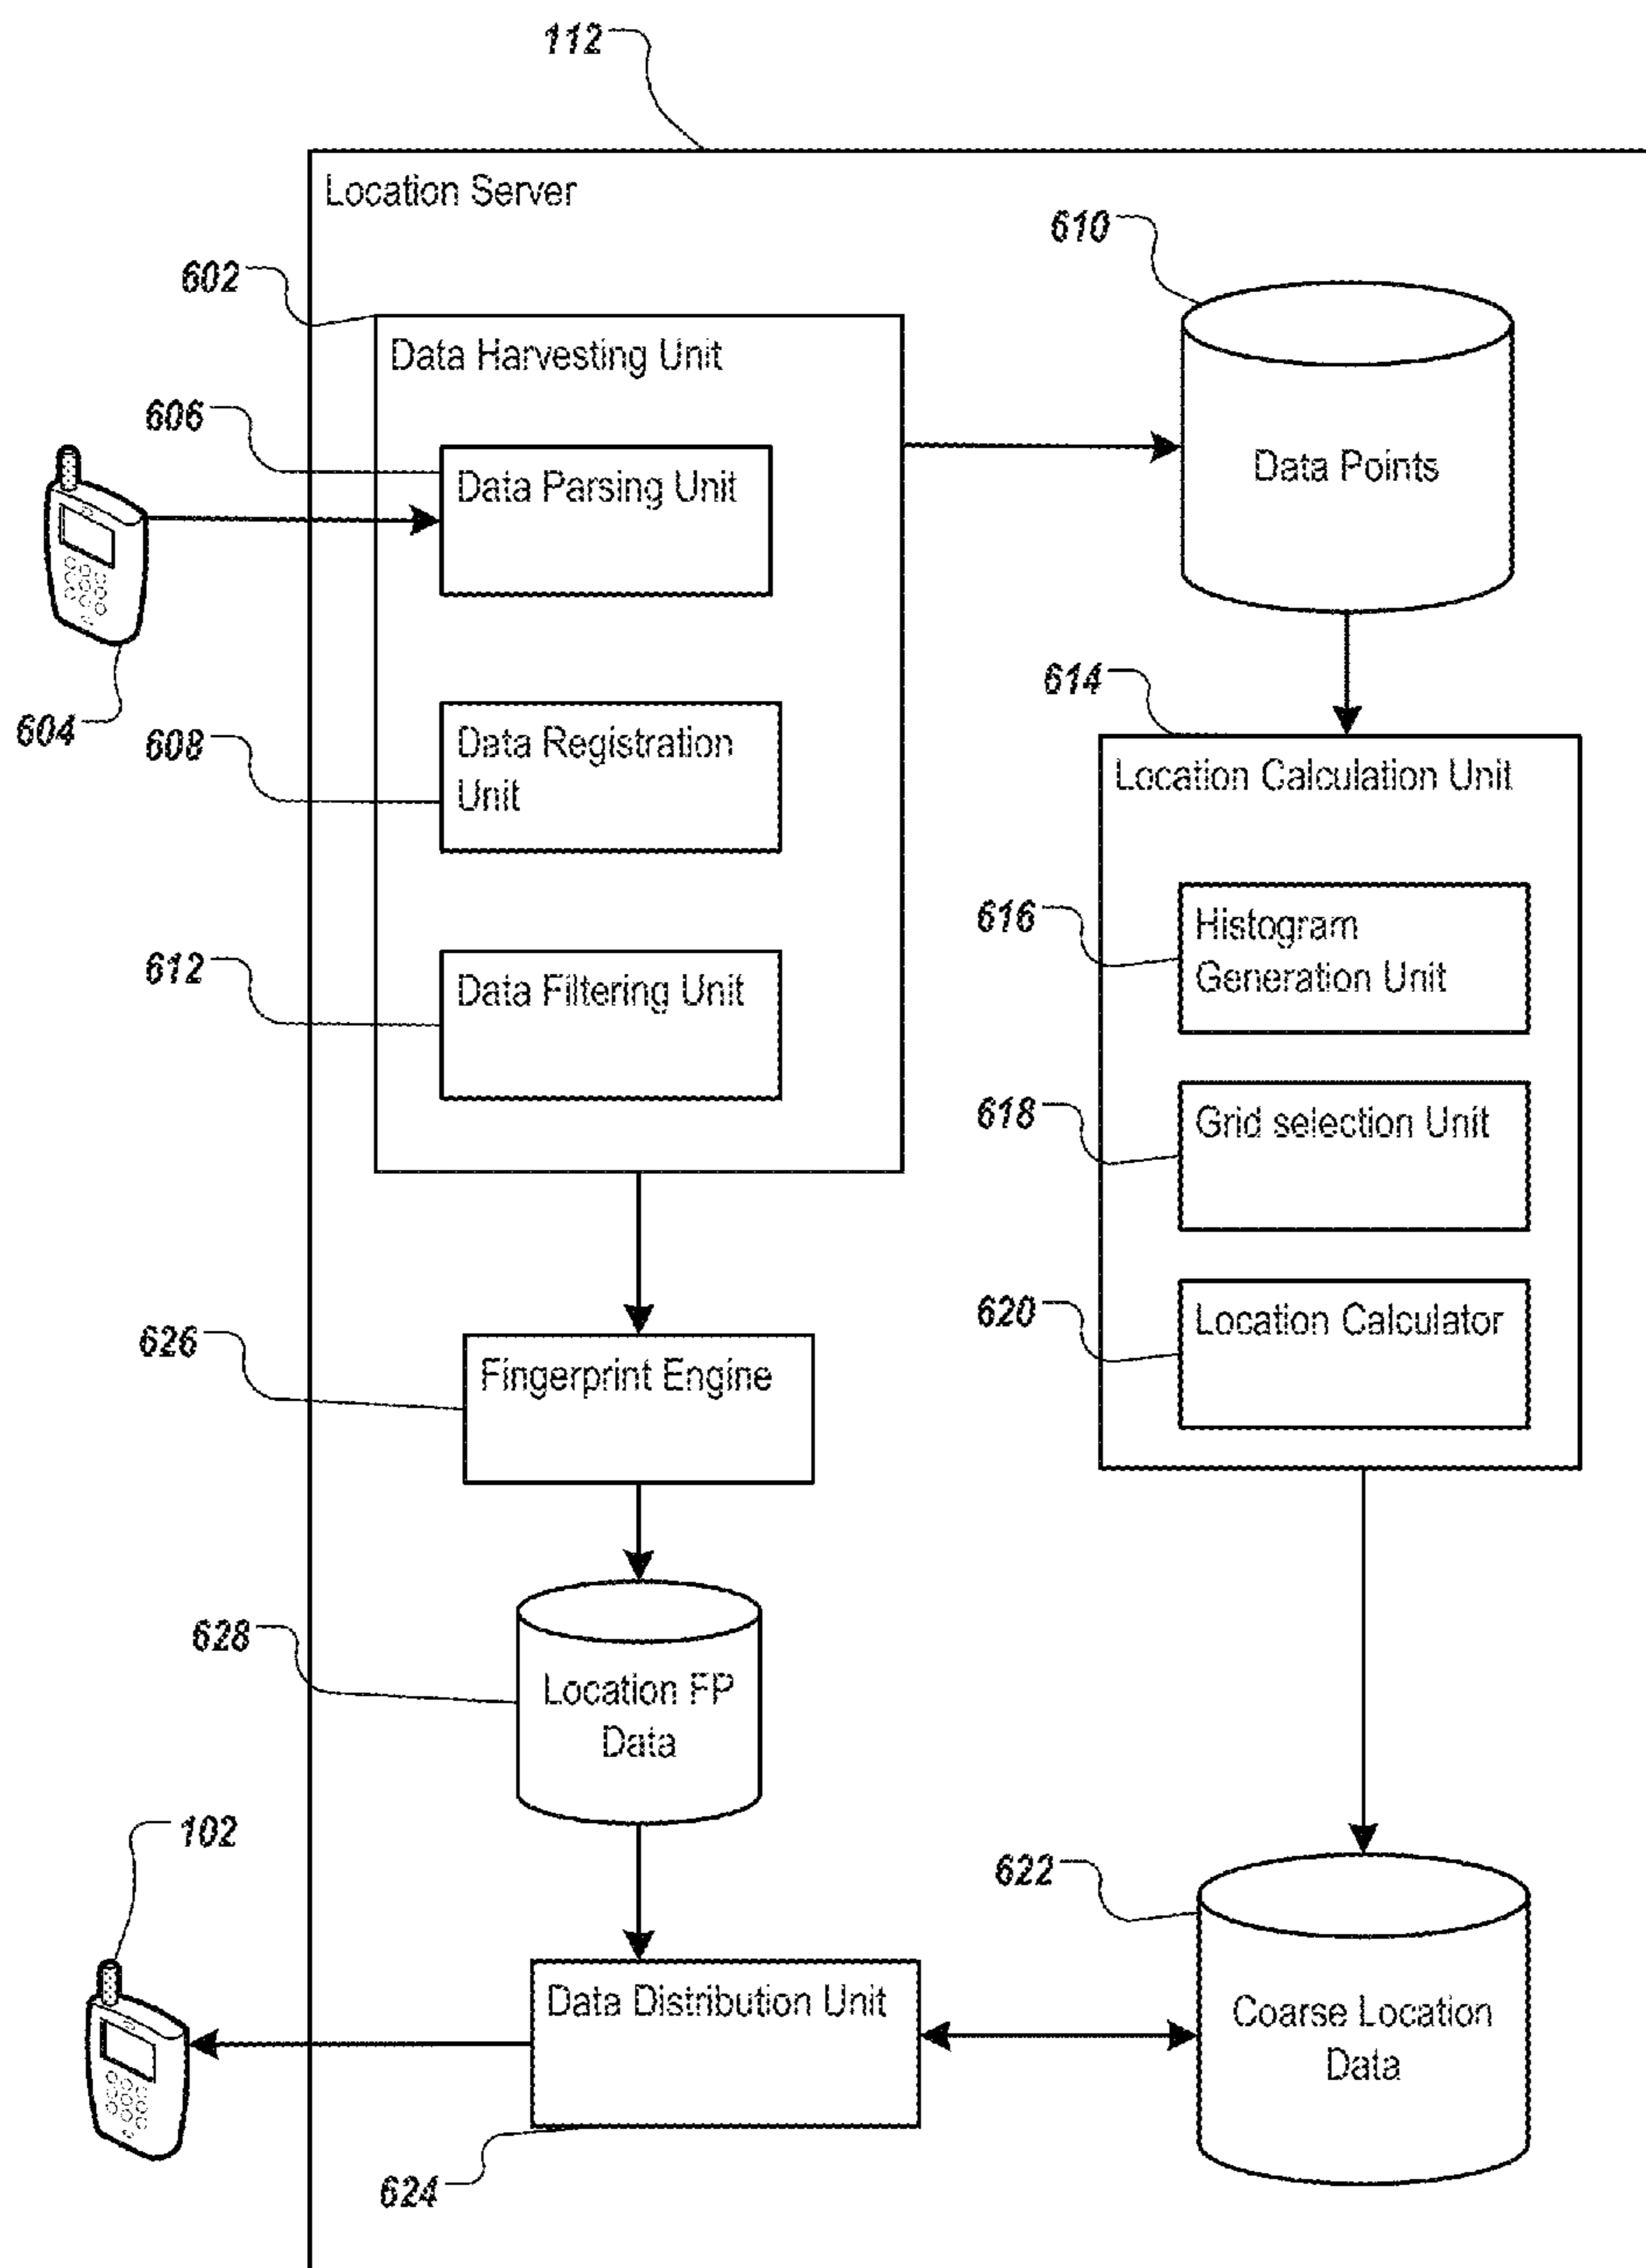 112
Location Server
610
602
Data Harvesting Unit
606
Data Parsing Unit
Data Points
604
614
608
Data Registration
Unit
Location Calculation Unit
616
Histogram
Generation Unit
612
Data Filtering Unit
618
Grid selection Unit
620
Location Calculator
626
Fingerprint Engine
628
Location FP
Data
102
622
Data Distribution Unit
Coarse Location
Data
624